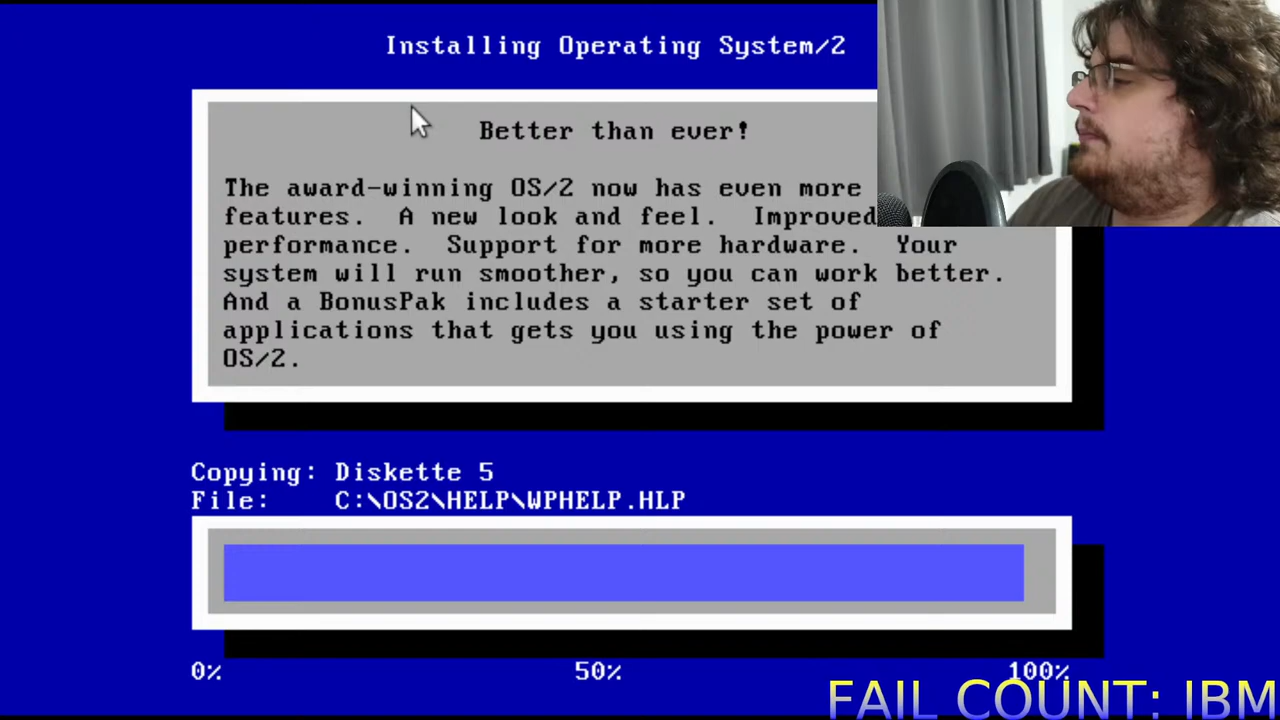 Installing Operating System/2
Better than ever!
The award-winning OS/2 now has even more
features.  A new look and feel.  Improved
performance.  Support for more hardware.  Your
system will run smoother, so you can work better.
And a BonusPak includes a starter set of
applications that gets you using the power of
OS/2.
Copying: Diskette 5
File:    C:\OS2\HELP\WPHELP.HLP
0% 50% 100%
FAIL COUNT: IBM